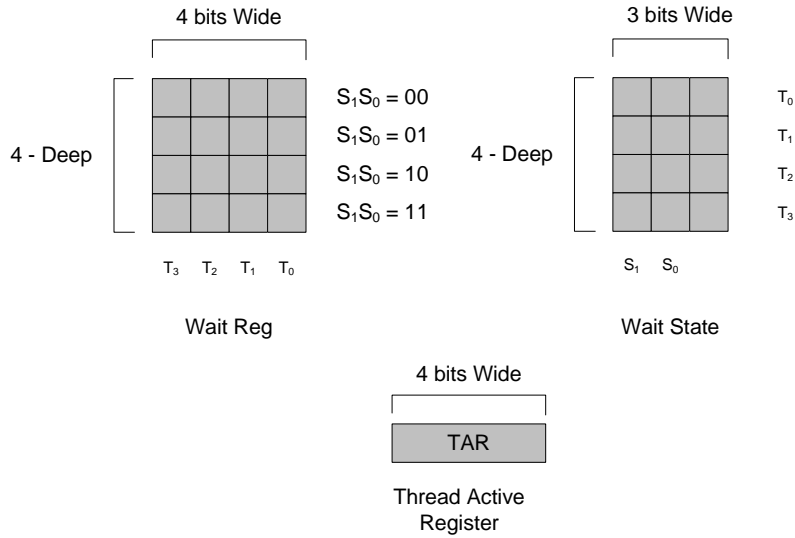 4 bits Wide
3 bits Wide
4 - Deep
S₁S₀ = 00
S₁S₀ = 01
S₁S₀ = 10
S₁S₀ = 11
T₃ T₂ T₁ T₀
Wait Reg
4 - Deep
T₀
T₁
T₂
T₃
S₁ S₀
Wait State
4 bits Wide
TAR
Thread Active
Register